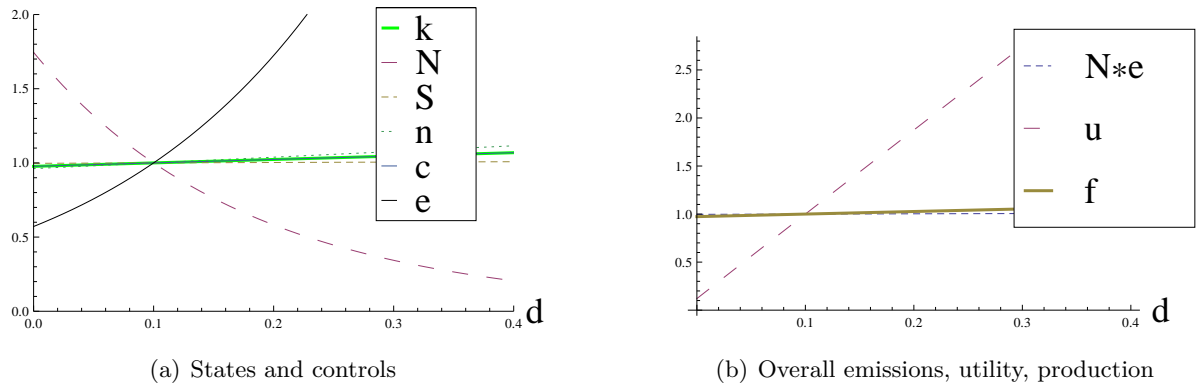 2.0
1.5
1.0
0.5
0.0
0.0
0.1
0.2
0.3
0.4
d
k
N
S
n
c
e
(a) States and controls
2.5
2.0
1.5
1.0
0.5
0.1
0.2
0.3
0.4
d
N*e
u
f
(b) Overall emissions, utility, production